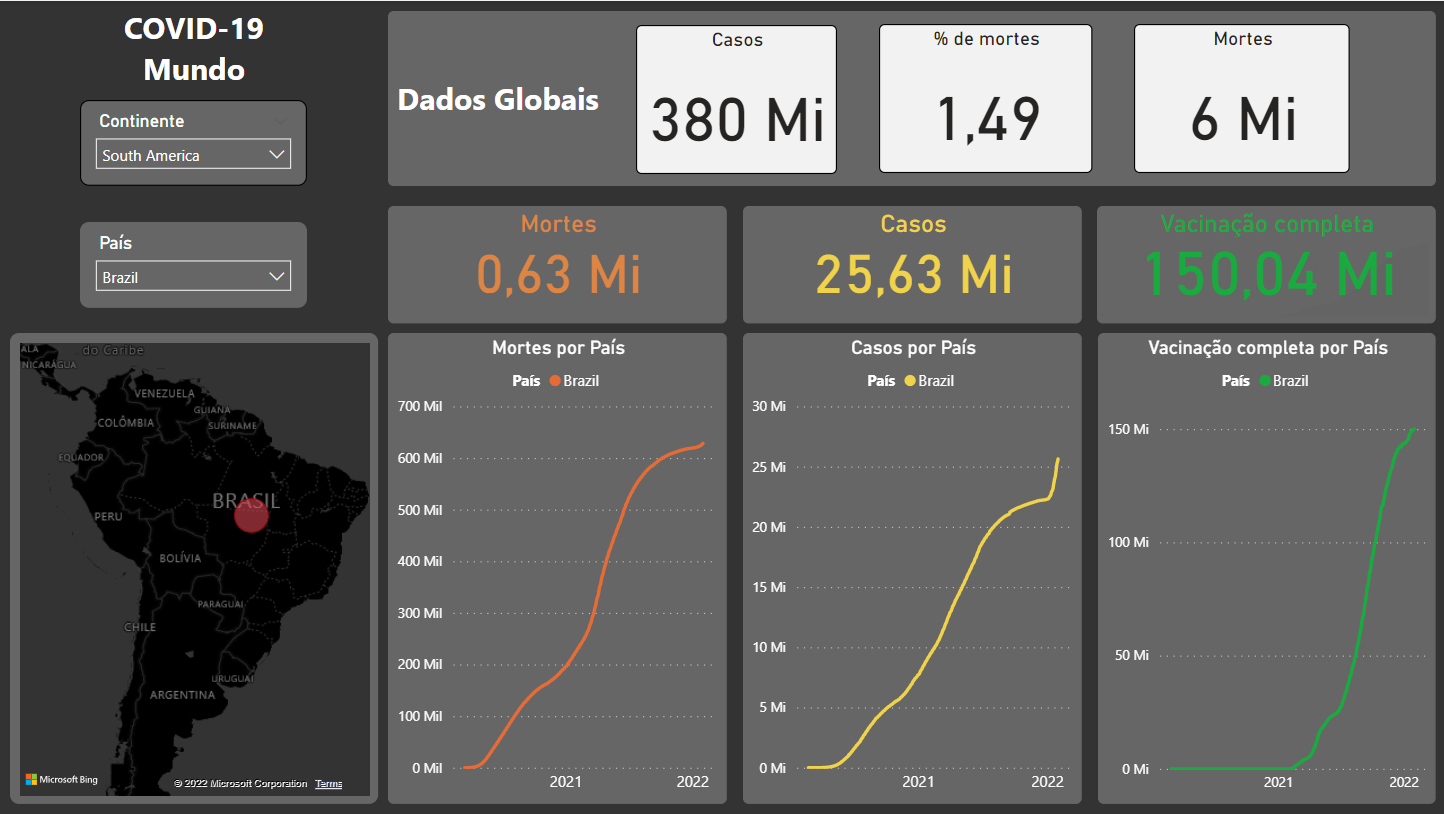 COVID-19
Mundo
Continente
South America
País
Brazil
Dados Globais
Casos
380 Mi
% de mortes
1,49
Mortes
6 Mi
Mortes
0,63 Mi
Casos
25,63 Mi
Vacinação completa
150,04 Mi
do Caribe
NICARÁGUA
VENEZUELA
GUIANA
COLÔMBIA
SURINAME
EQUADOR
BRASIL
PERU
BOLÍVIA
PARAGUAI
CHILE
URUGUAI
ARGENTINA
Microsoft Bing
© 2022 Microsoft Corporation Terms
Mortes por País
País Brazil
700 Mil
600 Mil
500 Mil
400 Mil
300 Mil
200 Mil
100 Mil
0 Mil
2021 2022
Casos por País
País Brazil
30 Mi
25 Mi
20 Mi
15 Mi
10 Mi
5 Mi
0 Mi
2021 2022
Vacinação completa por País
País Brazil
150 Mi
100 Mi
50 Mi
0 Mi
2021 2022